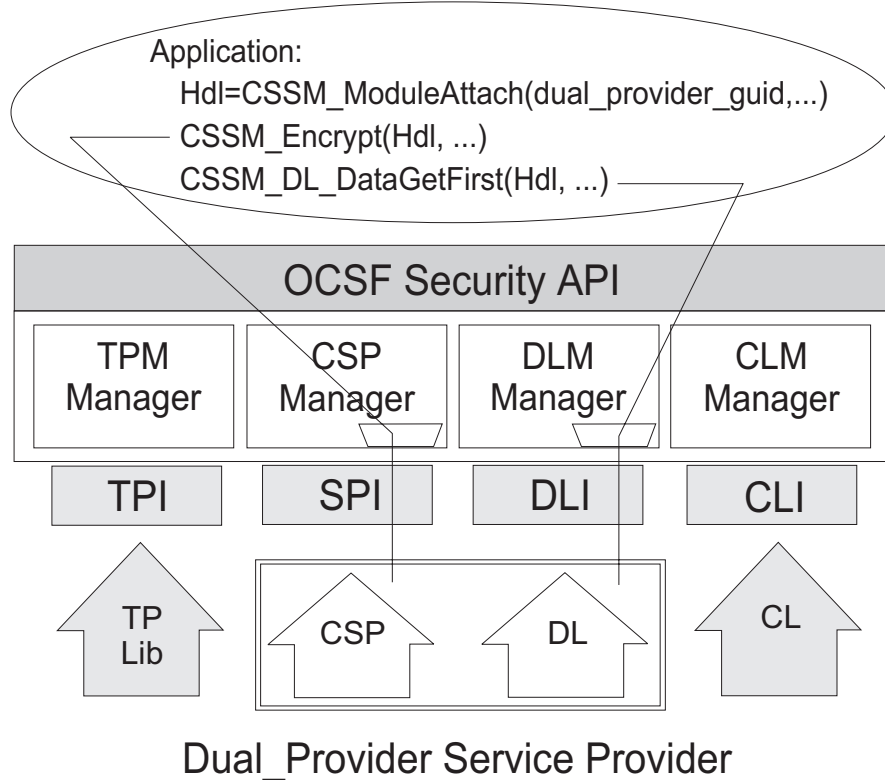 Application:
Hdl=CSSM_ModuleAttach(dual_provider_guid,...)
CSSM_Encrypt(Hdl, ...)
CSSM_DL_DataGetFirst(Hdl, ...)
OCSF Security API
TPM
Manager
CSP
Manager
DLM
Manager
CLM
Manager
TPI
SPI
DLI
CLI
TP
Lib
CSP
DL
CL
Dual_Provider Service Provider